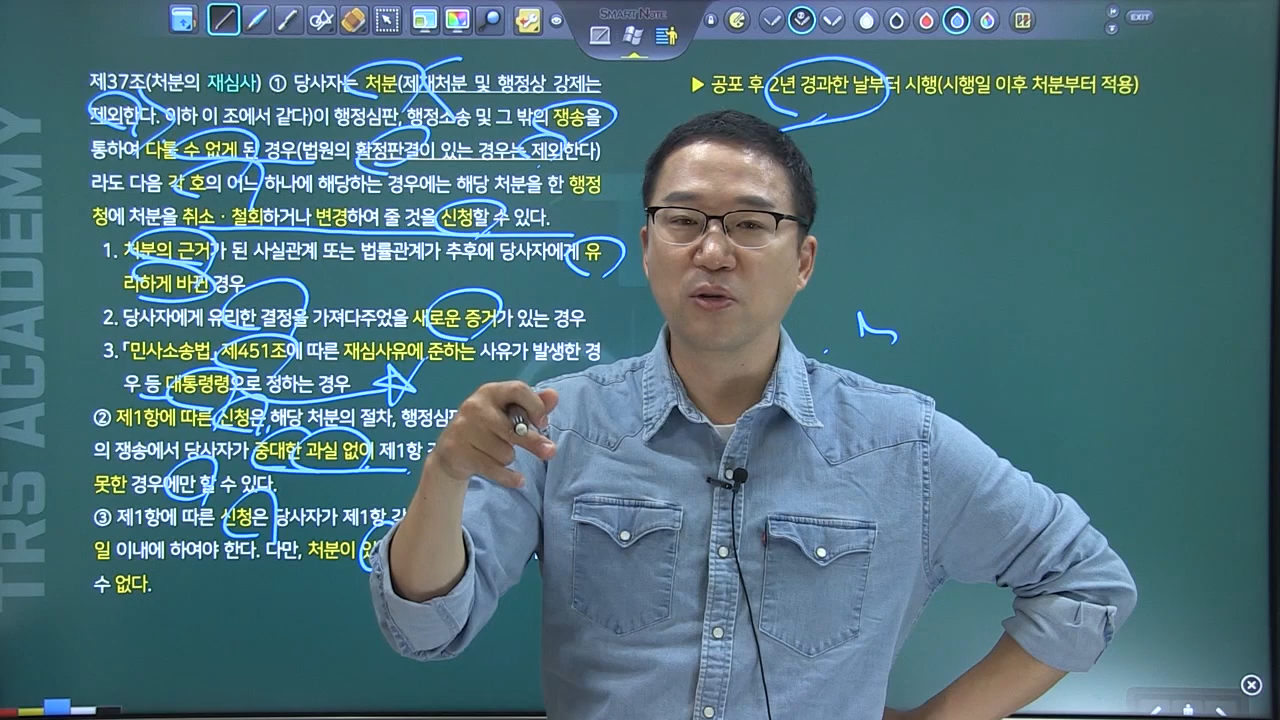 SMART NOTE
EXIT
제37조(처분의 재심사) ① 당사자는 처분(제재처분 및 행정상 강제는
제외한다. 이하 이 조에서 같다)이 행정심판, 행정소송 및 그 밖의 쟁송을
통하여 다툴 수 없게 된 경우(법원의 확정판결이 있는 경우는 제외한다)
라도 다음 각 호의 어느 하나에 해당하는 경우에는 해당 처분을 한 행정
청에 처분을 취소ㆍ철회하거나 변경하여 줄 것을 신청할 수 있다.
1. 처분의 근거가 된 사실관계 또는 법률관계가 추후에 당사자에게 유
리하게 바뀐 경우
2. 당사자에게 유리한 결정을 가져다주었을 새로운 증거가 있는 경우
3. 「민사소송법」 제451조에 따른 재심사유에 준하는 사유가 발생한 경
우 등 대통령령으로 정하는 경우
② 제1항에 따른 신청은 해당 처분의 절차, 행정심판
의 쟁송에서 당사자가 중대한 과실 없이 제1항
못한 경우에만 할 수 있다.
③ 제1항에 따른 신청은 당사자가 제1항 각
일 이내에 하여야 한다. 다만, 처분이 있
수 없다.
▶ 공포 후 2년 경과한 날부터 시행(시행일 이후 처분부터 적용)
TRS ACADEMY